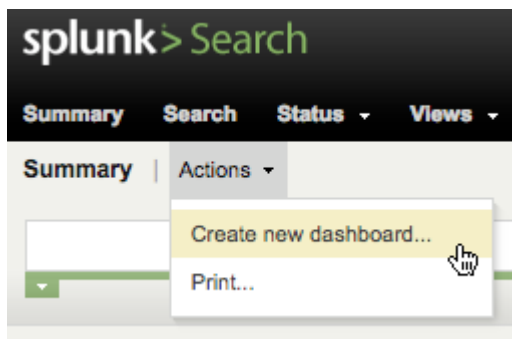 splunk> Search
Summary Search Status Views
Summary | Actions
Create new dashboard...
Print...